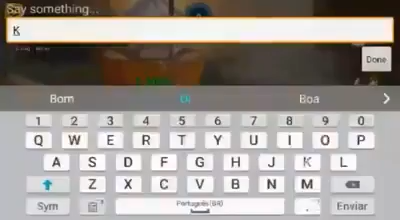 Say something...
K
Done
Bom Oi Boa
1 2 3 4 5 6 7 8 9 0
Q W E R T Y U I O P
A S D F G H J K L
Z X C V B N M
Sym Português(BR) . Enviar